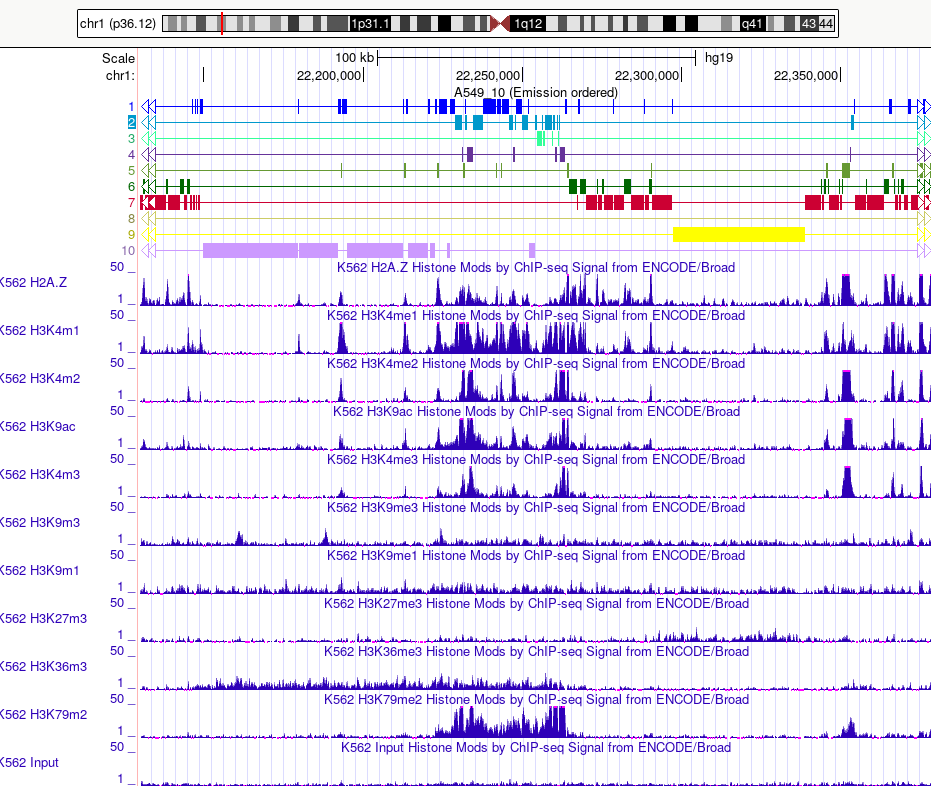 chr1 (p36.12) 1p31.1 1q12 q41 43 44
Scale 100 kb hg19
chr1: 22,200,000 22,250,000 22,300,000 22,350,000
A549_10 (Emission ordered)
1
2
3
4
5
6
7
8
9
10
K562 H2A.Z Histone Mods by ChIP-seq Signal from ENCODE/Broad
50 _
K562 H2A.Z
1 _
K562 H3K4me1 Histone Mods by ChIP-seq Signal from ENCODE/Broad
50 _
K562 H3K4m1
1 _
K562 H3K4me2 Histone Mods by ChIP-seq Signal from ENCODE/Broad
50 _
K562 H3K4m2
1 _
K562 H3K9ac Histone Mods by ChIP-seq Signal from ENCODE/Broad
50 _
K562 H3K9ac
1 _
K562 H3K4me3 Histone Mods by ChIP-seq Signal from ENCODE/Broad
50 _
K562 H3K4m3
1 _
K562 H3K9me3 Histone Mods by ChIP-seq Signal from ENCODE/Broad
50 _
K562 H3K9m3
1 _
K562 H3K9me1 Histone Mods by ChIP-seq Signal from ENCODE/Broad
50 _
K562 H3K9m1
1 _
K562 H3K27me3 Histone Mods by ChIP-seq Signal from ENCODE/Broad
50 _
K562 H3K27m3
1 _
K562 H3K36me3 Histone Mods by ChIP-seq Signal from ENCODE/Broad
50 _
K562 H3K36m3
1 _
K562 H3K79me2 Histone Mods by ChIP-seq Signal from ENCODE/Broad
50 _
K562 H3K79m2
1 _
K562 Input Histone Mods by ChIP-seq Signal from ENCODE/Broad
50 _
K562 Input
1 _